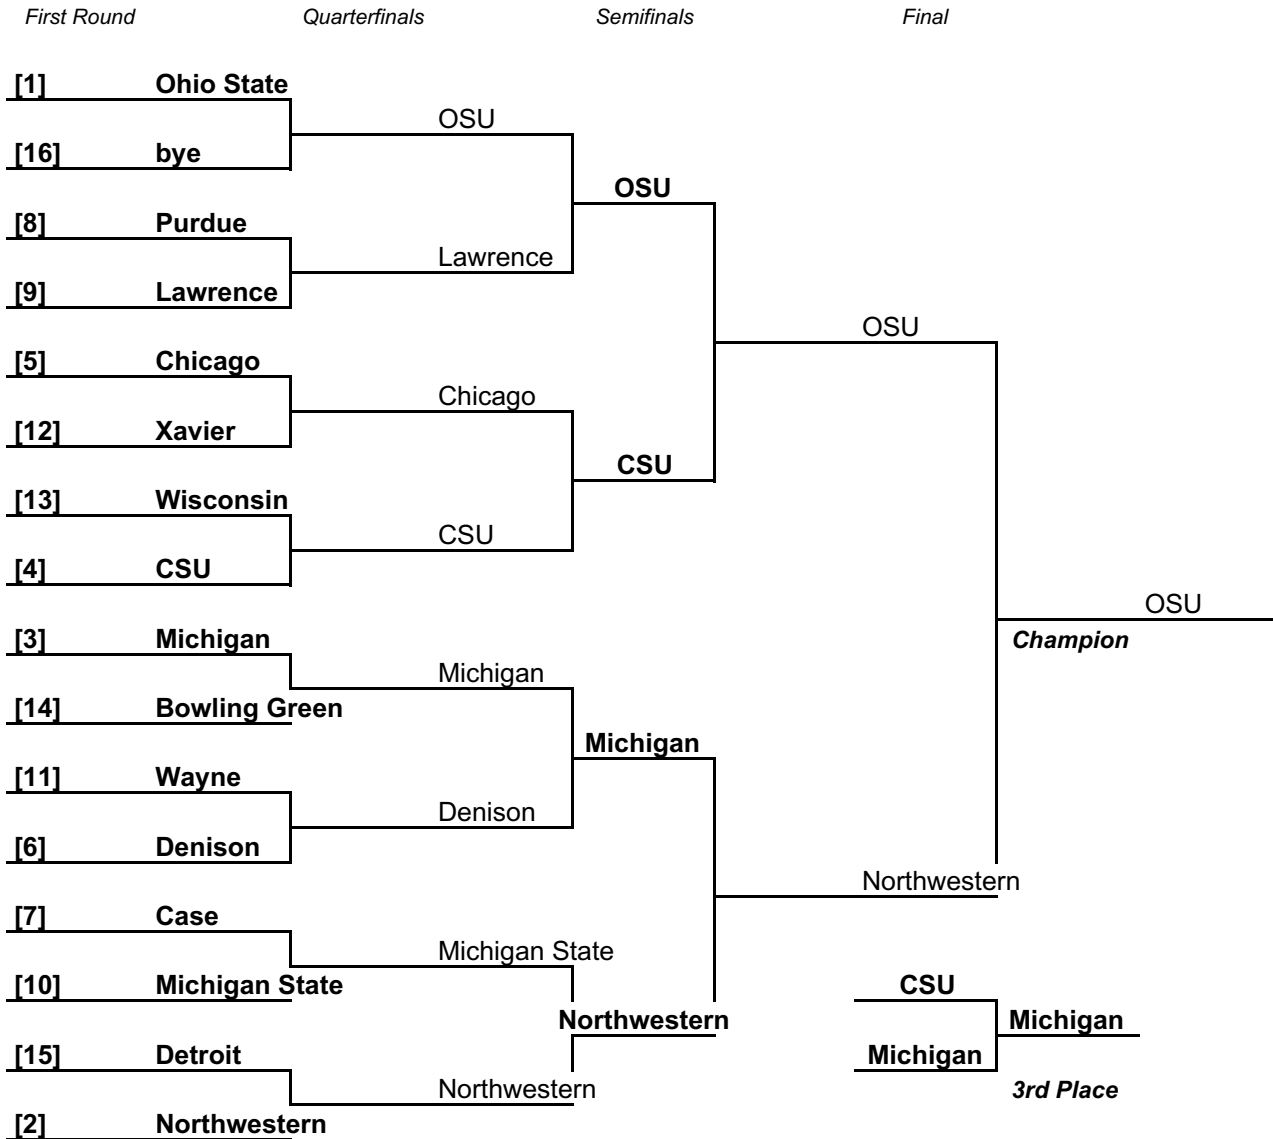 First Round Quarterfinals Semifinals Final
[1] Ohio State
OSU
[16] bye
OSU
[8] Purdue
Lawrence
[9] Lawrence
OSU
[5] Chicago
Chicago
[12] Xavier
CSU
[13] Wisconsin
CSU
[4] CSU
OSU
[3] Michigan Champion
Michigan
[14] Bowling Green
Michigan
[11] Wayne
Denison
[6] Denison
Northwestern
[7] Case
Michigan State
[10] Michigan State CSU
Northwestern Michigan
[15] Detroit Michigan
Northwestern 3rd Place
[2] Northwestern